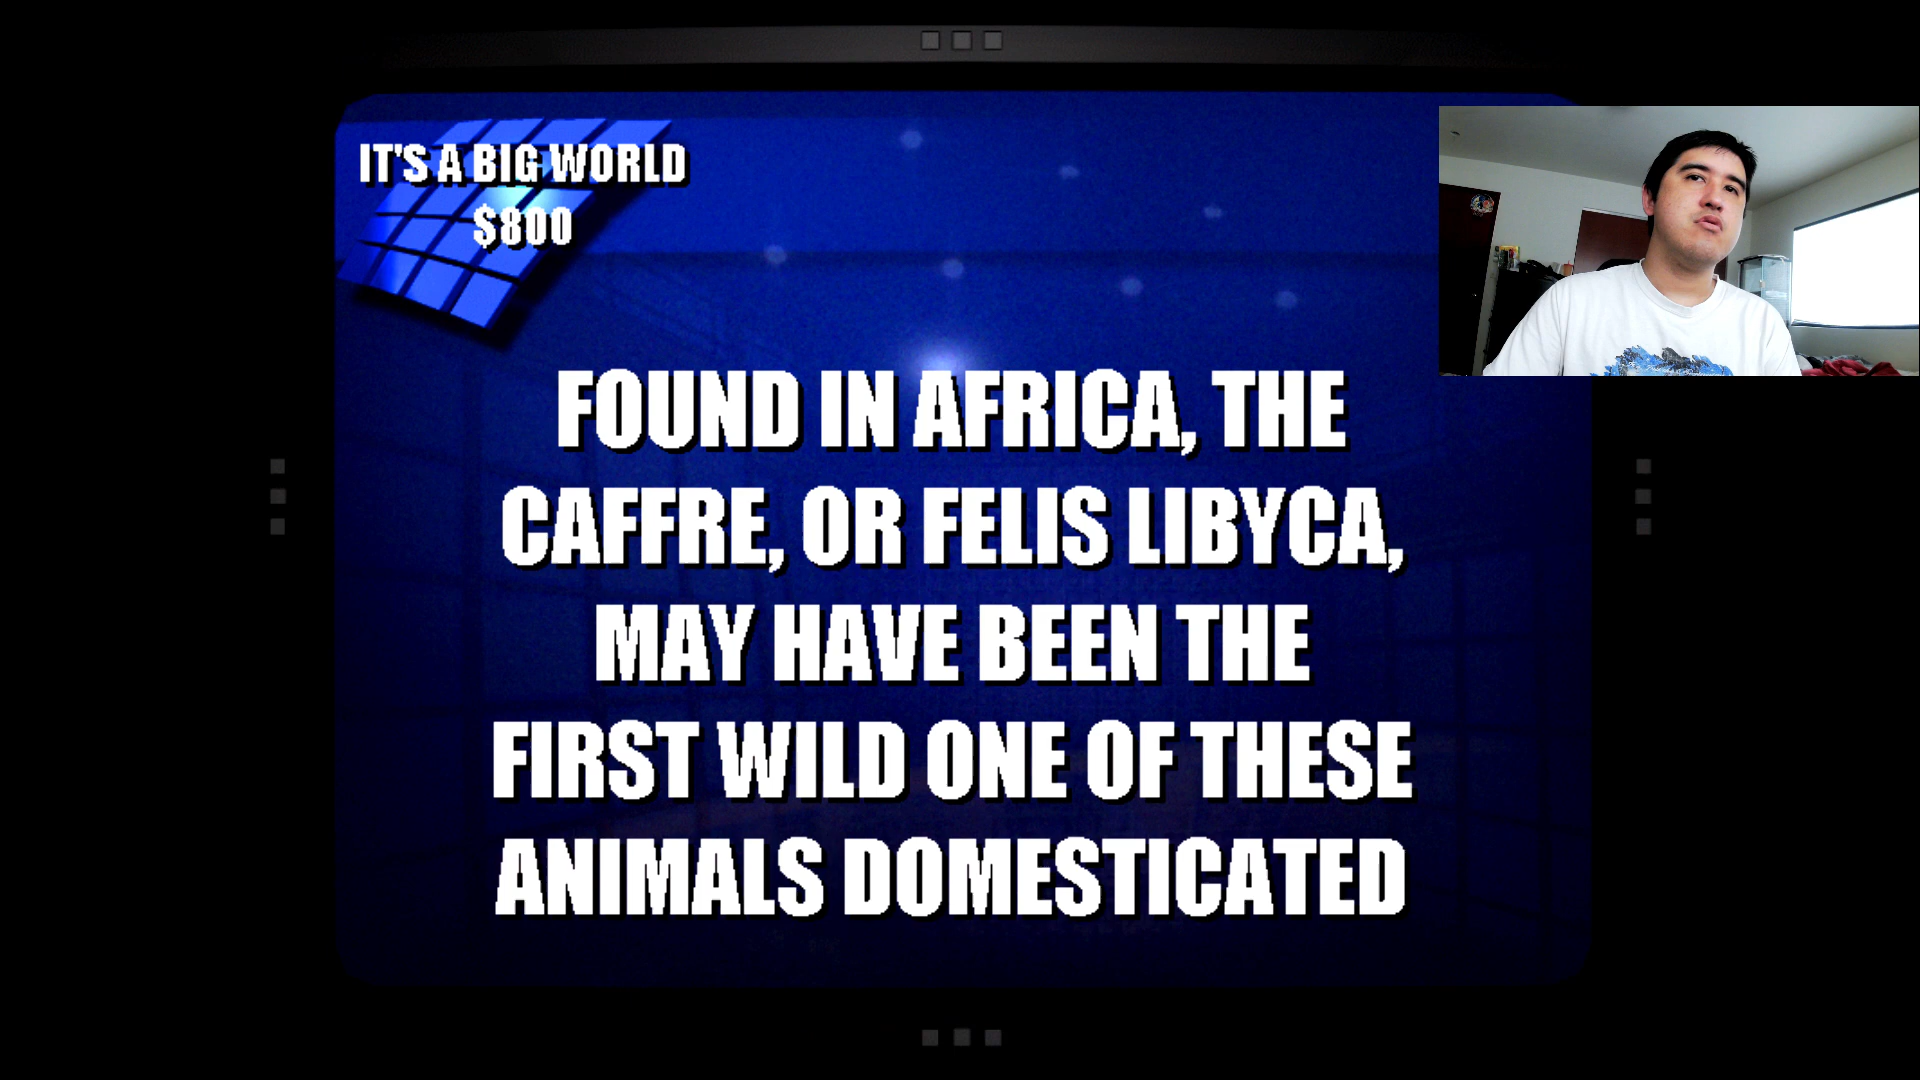 IT'S A BIG WORLD
$800
FOUND IN AFRICA, THE
CAFFRE, OR FELIS LIBYCA,
MAY HAVE BEEN THE
FIRST WILD ONE OF THESE
ANIMALS DOMESTICATED